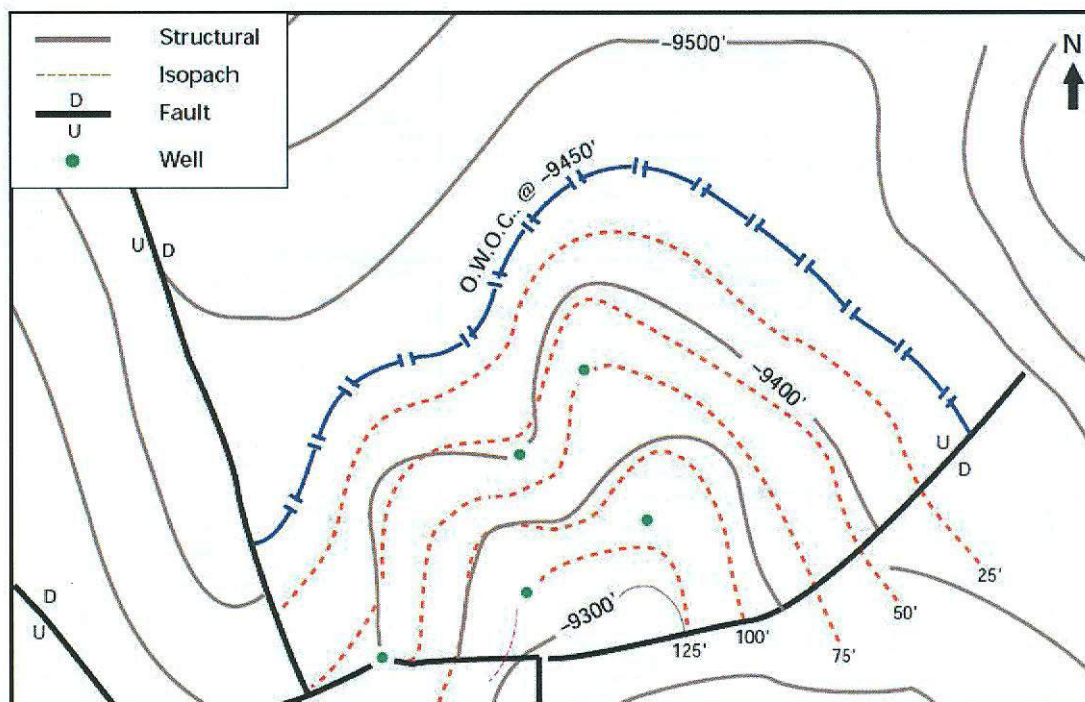 Structural
Isopach
D
U
Fault
Well
N
-9500'
O.W.O.C.. @ -9450'
U D
-9400'
U
D
-9300'
D
U
25'
50'
75'
100'
125'